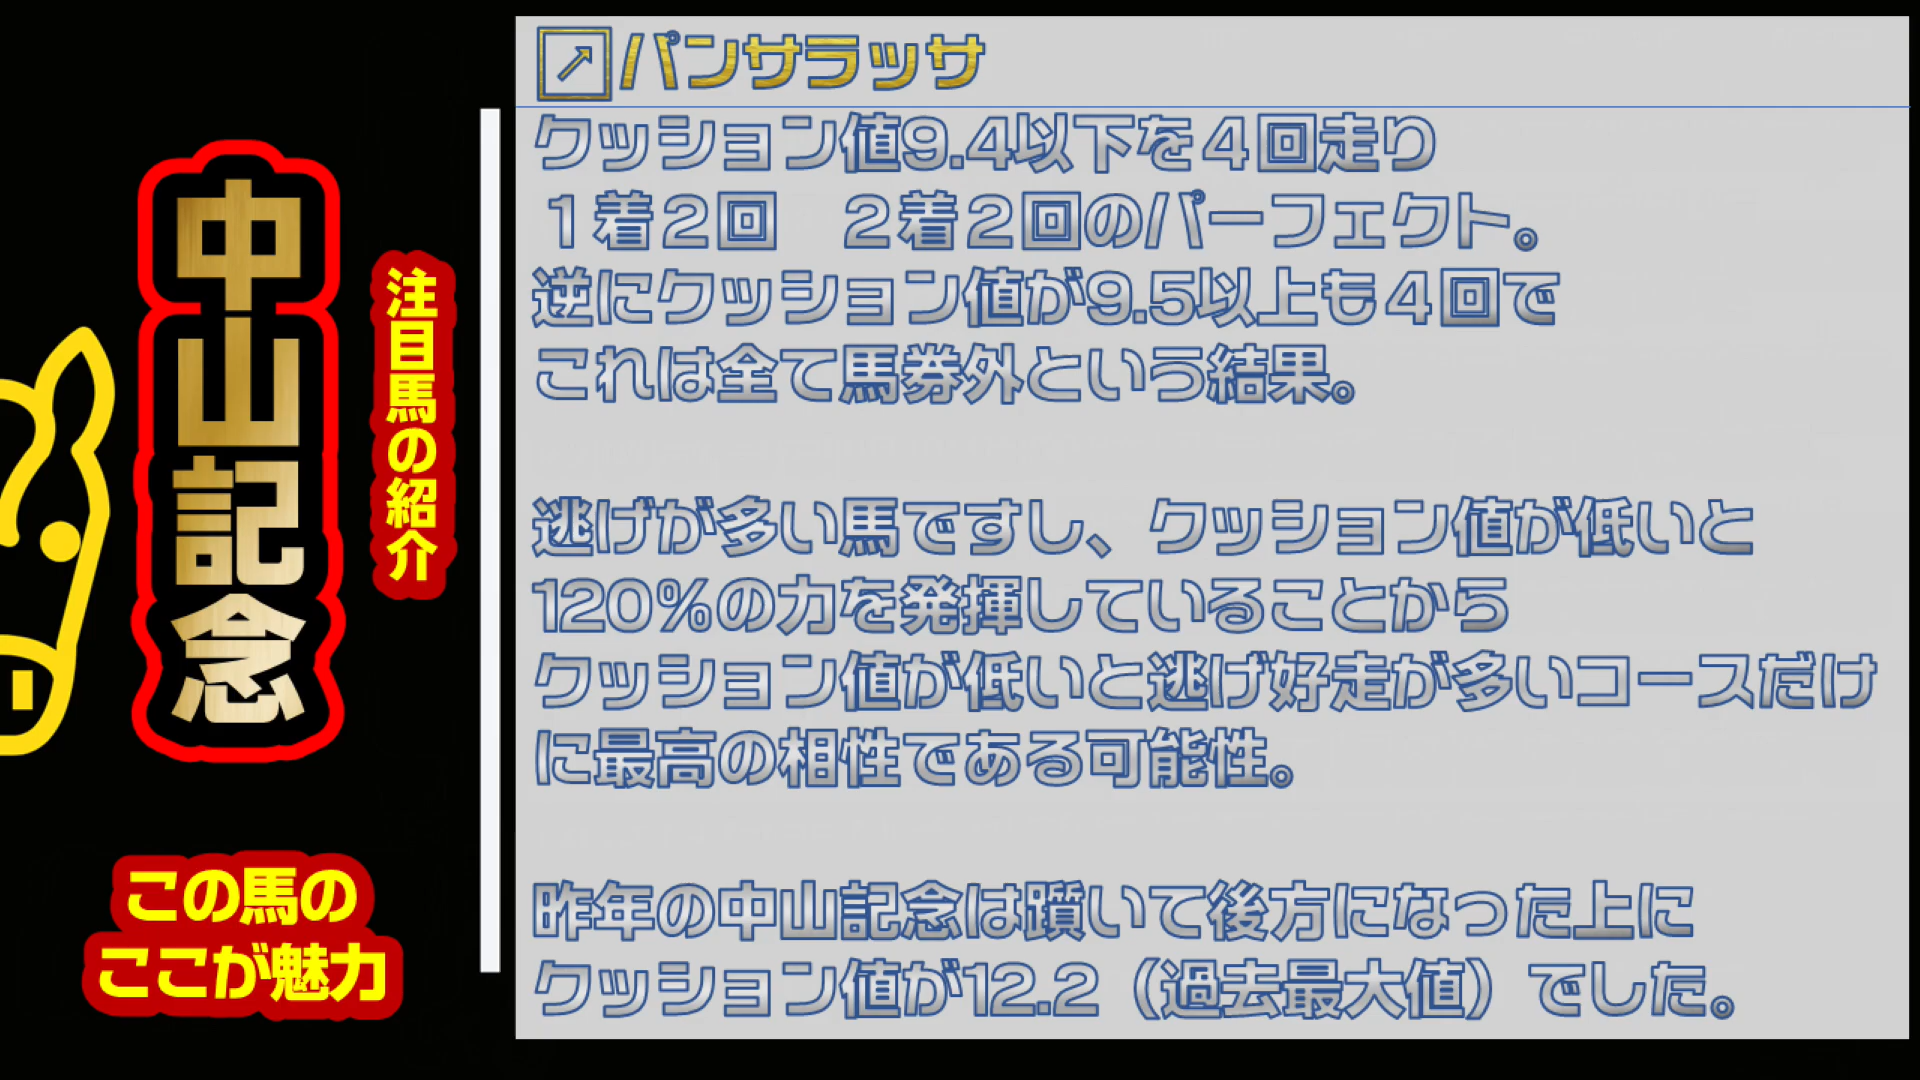 中山記念
注目馬の紹介
この馬の
ここが魅力
↗パンサラッサ
クッション値9.4以下を４回走り
１着２回　２着２回のパーフェクト。
逆にクッション値が9.5以上も４回で
これは全て馬券外という結果。
逃げが多い馬ですし、クッション値が低いと
120％の力を発揮していることから
クッション値が低いと逃げ好走が多いコースだけ
に最高の相性である可能性。
昨年の中山記念は躓いて後方になった上に
クッション値が12.2（過去最大値）でした。